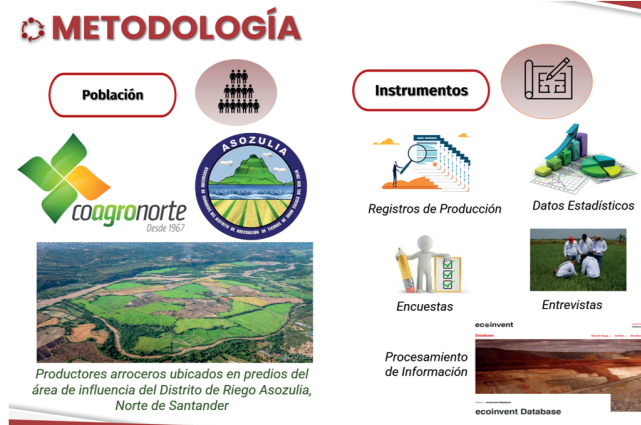 METODOLOGÍA
Población
ASOZULIA
coagronorte
Desde 1967
Productores arroceros ubicados en predios del
área de influencia del Distrito de Riego Asozulia,
Norte de Santander
Instrumentos
Registros de Producción
Datos Estadísticos
Encuestas
Entrevistas
Procesamiento
de Información
ecoinvent
Database
ecoinvent Database